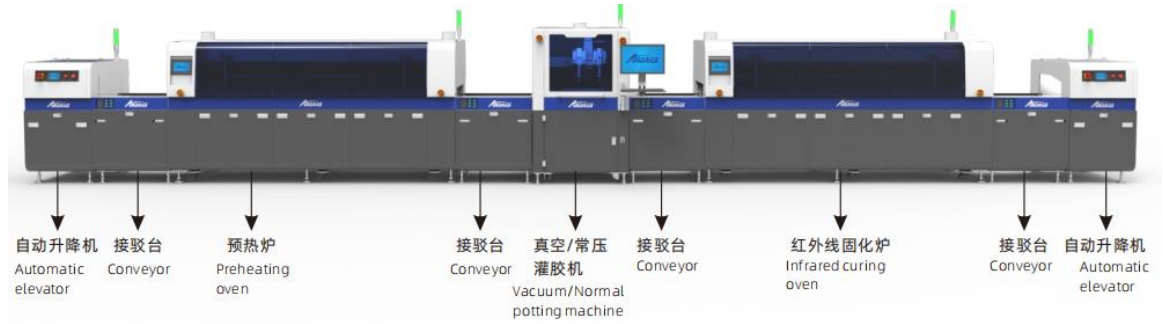 自动升降机
Automatic
elevator
接驳台
Conveyor
预热炉
Preheating
oven
接驳台
Conveyor
真空/常压
灌胶机
Vacuum/Normal
potting machine
接驳台
Conveyor
红外线固化炉
Infrared curing
oven
接驳台
Conveyor
自动升降机
Automatic
elevator